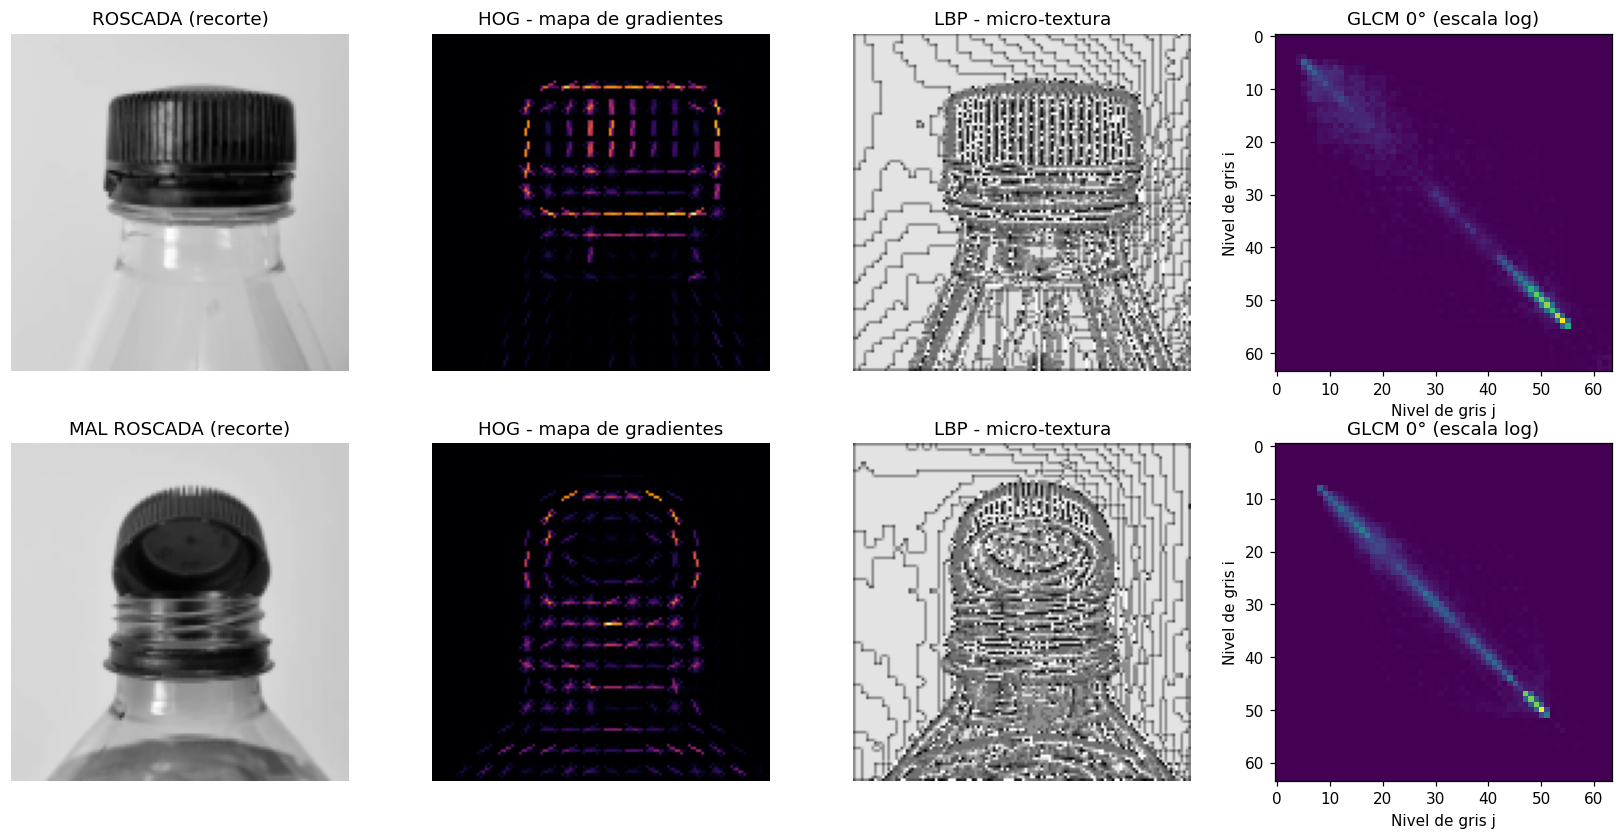 ROSCADA (recorte)
HOG - mapa de gradientes
LBP - micro-textura
GLCM 0° (escala log)
0
10
20
30
40
50
60
Nivel de gris i
0 10 20 30 40 50 60
Nivel de gris j
MAL ROSCADA (recorte)
HOG - mapa de gradientes
LBP - micro-textura
GLCM 0° (escala log)
0
10
20
30
40
50
60
Nivel de gris i
0 10 20 30 40 50 60
Nivel de gris j